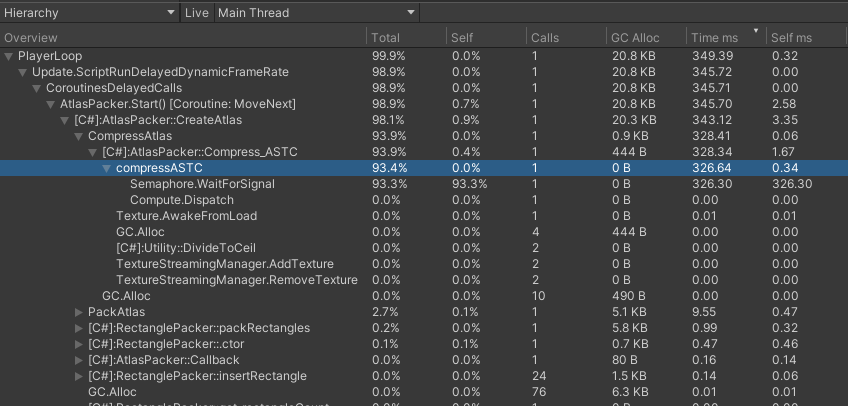 Hierarchy Live Main Thread
Overview Total Self Calls GC Alloc Time ms Self ms
PlayerLoop 99.9% 0.0% 1 20.8 KB 349.39 0.32
Update.ScriptRunDelayedDynamicFrameRate 98.9% 0.0% 1 20.8 KB 345.72 0.00
CoroutinesDelayedCalls 98.9% 0.0% 1 20.8 KB 345.71 0.00
AtlasPacker.Start() [Coroutine: MoveNext] 98.9% 0.7% 1 20.8 KB 345.70 2.58
[C#]:AtlasPacker::CreateAtlas 98.1% 0.9% 1 20.3 KB 343.12 3.35
CompressAtlas 93.9% 0.0% 1 0.9 KB 328.41 0.06
[C#]:AtlasPacker::Compress_ASTC 93.9% 0.4% 1 444 B 328.34 1.67
compressASTC 93.4% 0.0% 1 0 B 326.64 0.34
Semaphore.WaitForSignal 93.3% 93.3% 1 0 B 326.30 326.30
Compute.Dispatch 0.0% 0.0% 1 0 B 0.00 0.00
Texture.AwakeFromLoad 0.0% 0.0% 1 0 B 0.01 0.01
GC.Alloc 0.0% 0.0% 4 444 B 0.00 0.00
[C#]:Utility::DivideToCeil 0.0% 0.0% 2 0 B 0.00 0.00
TextureStreamingManager.AddTexture 0.0% 0.0% 2 0 B 0.00 0.00
TextureStreamingManager.RemoveTexture 0.0% 0.0% 2 0 B 0.00 0.00
GC.Alloc 0.0% 0.0% 10 490 B 0.00 0.00
PackAtlas 2.7% 0.1% 1 5.1 KB 9.55 0.47
[C#]:RectanglePacker::packRectangles 0.2% 0.0% 1 5.8 KB 0.99 0.32
[C#]:RectanglePacker::.ctor 0.1% 0.1% 1 0.7 KB 0.47 0.46
[C#]:AtlasPacker::Callback 0.0% 0.0% 1 80 B 0.16 0.14
[C#]:RectanglePacker::insertRectangle 0.0% 0.0% 24 1.5 KB 0.14 0.06
GC.Alloc 0.0% 0.0% 76 6.3 KB 0.01 0.01